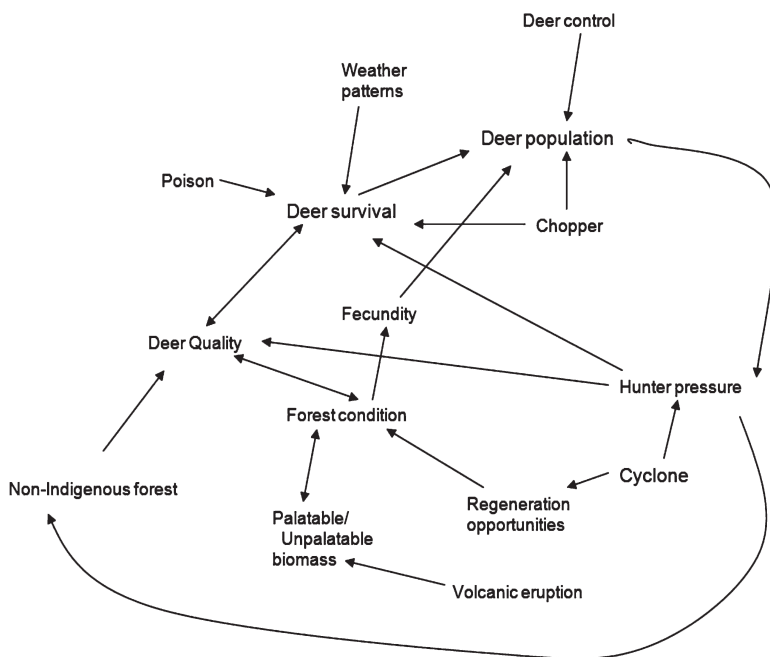 Deer control
Weather
patterns
Deer population
Poison
Deer survival
Chopper
Fecundity
Deer Quality
Hunter pressure
Forest condition
Cyclone
Non-Indigenous forest
Regeneration
opportunities
Palatable/
Unpalatable
biomass
Volcanic eruption